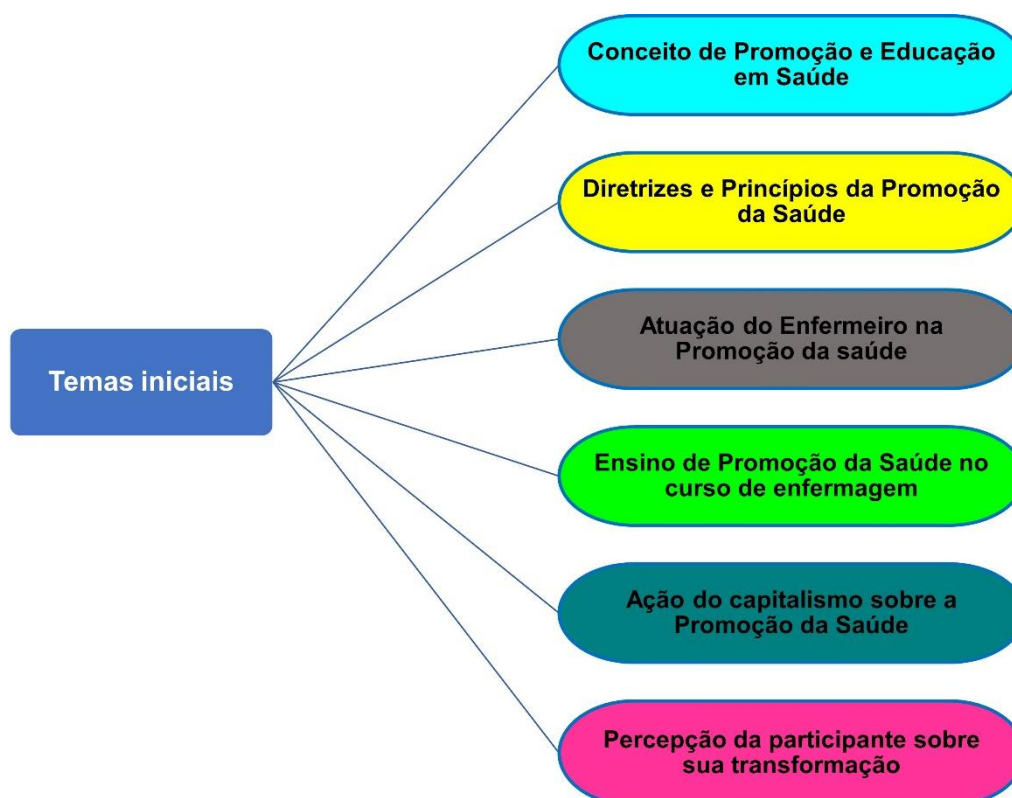 Temas iniciais
Conceito de Promoção e Educação
em Saúde
Diretrizes e Princípios da Promoção
da Saúde
Atuação do Enfermeiro na
Promoção da saúde
Ensino de Promoção da Saúde no
curso de enfermagem
Ação do capitalismo sobre a
Promoção da Saúde
Percepção da participante sobre
sua transformação